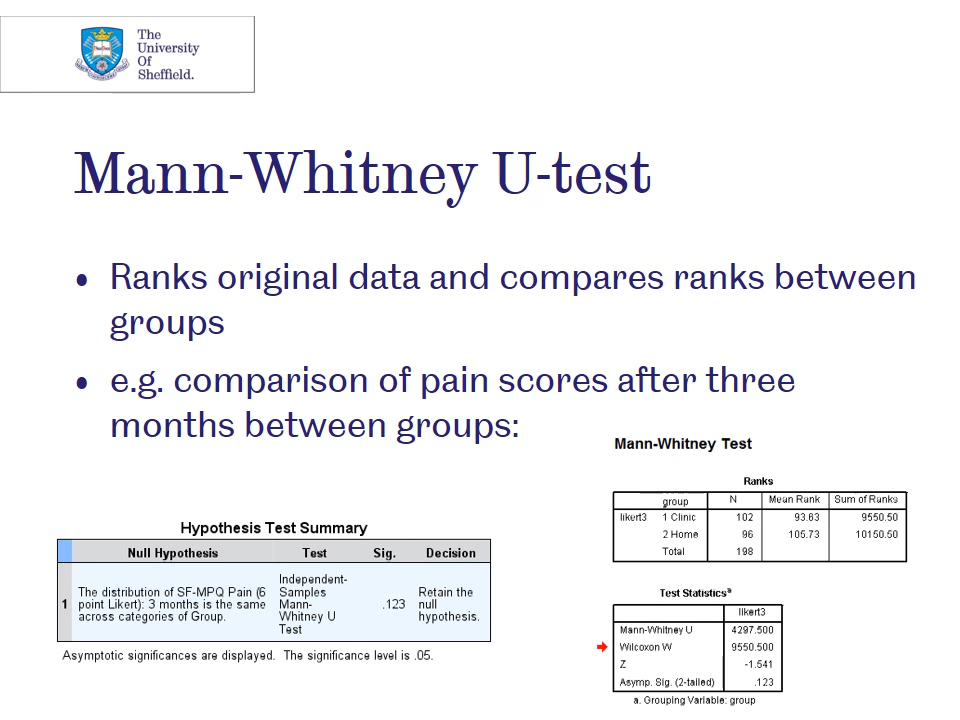 The
University
Of
Sheffield.
Mann-Whitney U-test
• Ranks original data and compares ranks between
groups
• e.g. comparison of pain scores after three
months between groups:
Hypothesis Test Summary
Null Hypothesis Test Sig. Decision
1 The distribution of SF-MPQ Pain (6 point Likert): 3 months is the same across categories of Group. Independent-Samples Mann-Whitney U Test .123 Retain the null hypothesis.
Asymptotic significances are displayed. The significance level is .05.
Mann-Whitney Test
Ranks
group N Mean Rank Sum of Ranks
likert3 1 Clinic 102 93.63 9550.50
2 Home 96 105.73 10150.50
Total 198
Test Statisticsᵃ
likert3
Mann-Whitney U 4297.500
Wilcoxon W 9550.500
Z -1.541
Asymp. Sig. (2-tailed) .123
a. Grouping Variable: group